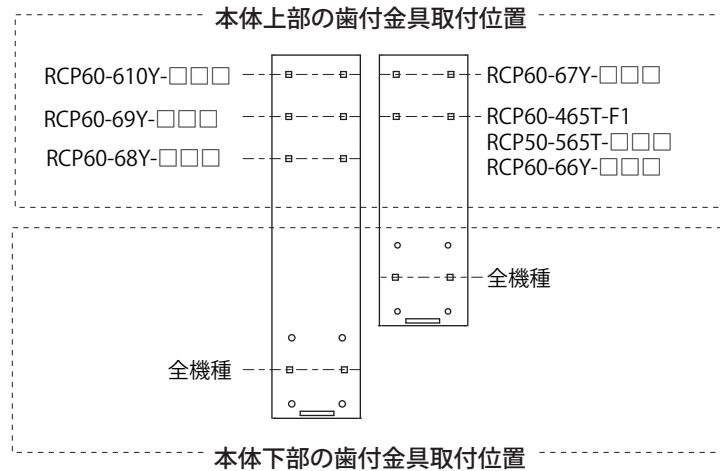 本体上部の歯付金具取付位置
RCP60-610Y-□□□
RCP60-69Y-□□□
RCP60-68Y-□□□
RCP60-67Y-□□□
RCP60-465T-F1
RCP50-565T-□□□
RCP60-66Y-□□□
全機種
全機種
本体下部の歯付金具取付位置